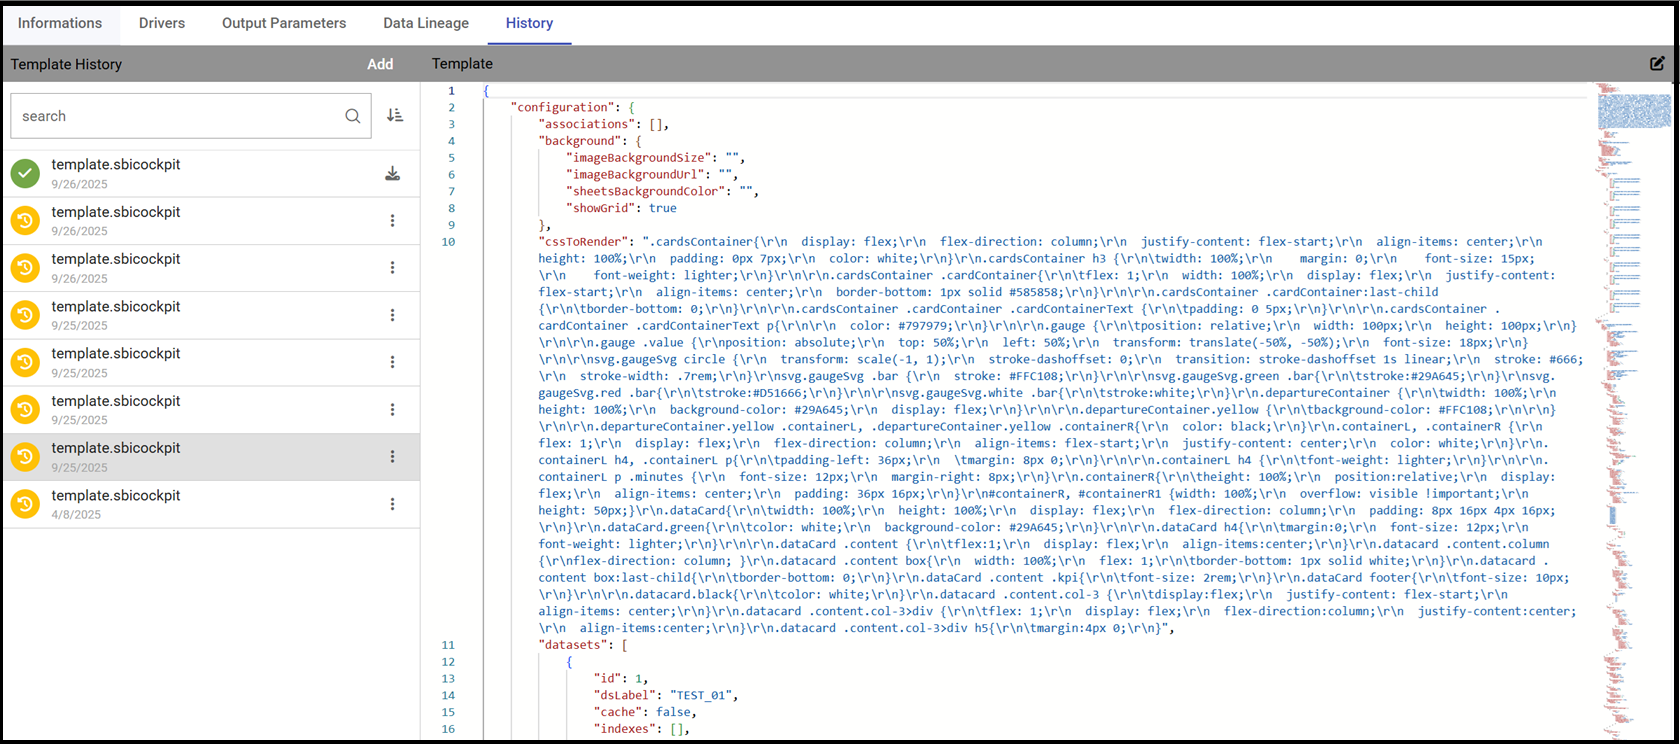 Informations Drivers Output Parameters Data Lineage History
Template History Add
search
template.sbicockpit
9/26/2025
template.sbicockpit
9/26/2025
template.sbicockpit
9/26/2025
template.sbicockpit
9/25/2025
template.sbicockpit
9/25/2025
template.sbicockpit
9/25/2025
template.sbicockpit
9/25/2025
template.sbicockpit
4/8/2025
Template
1 {
2 "configuration": {
3 "associations": [],
4 "background": {
5 "imageBackgroundSize": "",
6 "imageBackgroundUrl": "",
7 "sheetsBackgroundColor": "",
8 "showGrid": true
9 },
10 "cssToRender": ".cardsContainer{\r\n  display: flex;\r\n  flex-direction: column;\r\n  justify-content: flex-start;\r\n  align-items: center;\r\n
height: 100%;\r\n  padding: 0px 7px;\r\n  color: white;\r\n}\r\n.cardsContainer h3 {\r\n\twidth: 100%;\r\n    margin: 0;\r\n    font-size: 15px;
\r\n    font-weight: lighter;\r\n}\r\n\r\n.cardsContainer .cardContainer{\r\n\tflex: 1;\r\n  width: 100%;\r\n  display: flex;\r\n  justify-content:
flex-start;\r\n  align-items: center;\r\n  border-bottom: 1px solid #585858;\r\n}\r\n\r\n.cardsContainer .cardContainer:last-child
{\r\n\tborder-bottom: 0;\r\n}\r\n\r\n.cardsContainer .cardContainer .cardContainerText {\r\n\tpadding: 0 5px;\r\n}\r\n\r\n.cardsContainer .
cardContainer .cardContainerText p{\r\n\r\n  color: #797979;\r\n}\r\n\r\n.gauge {\r\n\tposition: relative;\r\n  width: 100px;\r\n  height: 100px;\r\n}
\r\n\r\n.gauge .value {\r\nposition: absolute;\r\n  top: 50%;\r\n  left: 50%;\r\n  transform: translate(-50%, -50%);\r\n  font-size: 18px;\r\n}
\r\n\r\nsvg.gaugeSvg circle {\r\n  transform: scale(-1, 1);\r\n  stroke-dashoffset: 0;\r\n  transition: stroke-dashoffset 1s linear;\r\n  stroke: #666;
\r\n  stroke-width: .7rem;\r\n}\r\nsvg.gaugeSvg .bar {\r\n  stroke: #FFC108;\r\n}\r\n\r\nsvg.gaugeSvg.green .bar{\r\n\tstroke:#29A645;\r\n}\r\nsvg.
gaugeSvg.red .bar{\r\n\tstroke:#D51666;\r\n}\r\n\r\nsvg.gaugeSvg.white .bar{\r\n\tstroke:white;\r\n}\r\n.departureContainer {\r\n\twidth: 100%;\r\n
height: 100%;\r\n  background-color: #29A645;\r\n  display: flex;\r\n}\r\n\r\n.departureContainer.yellow {\r\n\tbackground-color: #FFC108;\r\n\r\n}
\r\n\r\n.departureContainer.yellow .containerL, .departureContainer.yellow .containerR{\r\n  color: black;\r\n}\r\n.containerL, .containerR {\r\n
flex: 1;\r\n  display: flex;\r\n  flex-direction: column;\r\n  align-items: flex-start;\r\n  justify-content: center;\r\n  color: white;\r\n}\r\n.
containerL h4, .containerL p{\r\n\tpadding-left: 36px;\r\n  \tmargin: 8px 0;\r\n}\r\n\r\n.containerL h4 {\r\n\tfont-weight: lighter;\r\n}\r\n\r\n.
containerL p .minutes {\r\n  font-size: 12px;\r\n  margin-right: 8px;\r\n}\r\n.containerR{\r\n\theight: 100%;\r\n  position:relative;\r\n  display:
flex;\r\n  align-items: center;\r\n  padding: 36px 16px;\r\n}\r\n#containerR, #containerR1 {width: 100%;\r\n  overflow: visible !important;\r\n
height: 50px;}\r\n.dataCard{\r\n\twidth: 100%;\r\n  height: 100%;\r\n  display: flex;\r\n  flex-direction: column;\r\n  padding: 8px 16px 4px 16px;
\r\n}\r\n.dataCard.green{\r\n\tcolor: white;\r\n  background-color: #29A645;\r\n}\r\n\r\n.dataCard h4{\r\n\tmargin:0;\r\n  font-size: 12px;\r\n
font-weight: lighter;\r\n}\r\n\r\n.dataCard .content {\r\n\tflex:1;\r\n  display: flex;\r\n  align-items:center;\r\n}\r\n.datacard .content.column
{\r\nflex-direction: column; }\r\n.datacard .content box{\r\n  width: 100%;\r\n  flex: 1;\r\n\tborder-bottom: 1px solid white;\r\n}\r\n.datacard .
content box:last-child{\r\n\tborder-bottom: 0;\r\n}\r\n.dataCard .content .kpi{\r\n\tfont-size: 2rem;\r\n}\r\n.dataCard footer{\r\n\tfont-size: 10px;
\r\n}\r\n\r\n.datacard.black{\r\n\tcolor: white;\r\n}\r\n.datacard .content.col-3 {\r\n\tdisplay:flex;\r\n  justify-content: flex-start;\r\n
align-items: center;\r\n}\r\n.datacard .content.col-3>div {\r\n\tflex: 1;\r\n  display: flex;\r\n  flex-direction:column;\r\n  justify-content:center;
\r\n  align-items:center;\r\n}\r\n.datacard .content.col-3>div h5{\r\n\tmargin:4px 0;\r\n}",
11 "datasets": [
12 {
13 "id": 1,
14 "dsLabel": "TEST_01",
15 "cache": false,
16 "indexes": [],